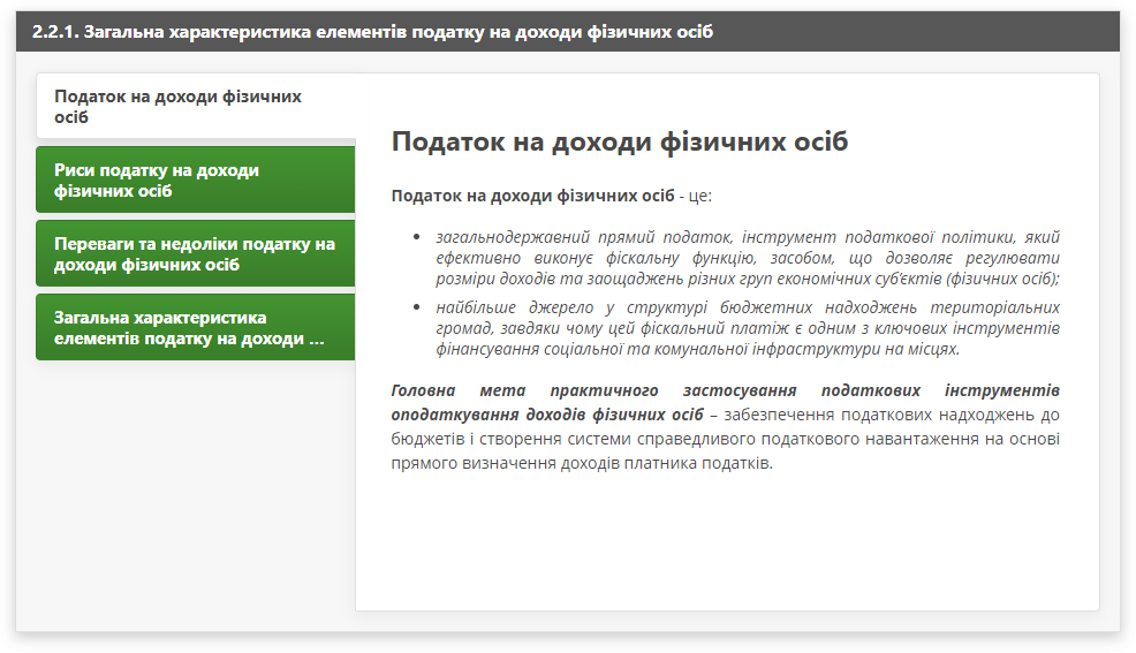 2.2.1. Загальна характеристика елементів податку на доходи фізичних осіб
Податок на доходи фізичних
осіб
Риси податку на доходи
фізичних осіб
Переваги та недоліки податку на
доходи фізичних осіб
Загальна характеристика
елементів податку на доходи ...
Податок на доходи фізичних осіб
Податок на доходи фізичних осіб - це:
• загальнодержавний прямий податок, інструмент податкової політики, який
ефективно виконує фіскальну функцію, засобом, що дозволяє регулювати
розміри доходів та заощаджень різних груп економічних суб’єктів (фізичних осіб);
• найбільше джерело у структурі бюджетних надходжень територіальних
громад, завдяки чому цей фіскальний платіж є одним з ключових інструментів
фінансування соціальної та комунальної інфраструктури на місцях.
Головна мета практичного застосування податкових інструментів
оподаткування доходів фізичних осіб – забезпечення податкових надходжень до
бюджетів і створення системи справедливого податкового навантаження на основі
прямого визначення доходів платника податків.